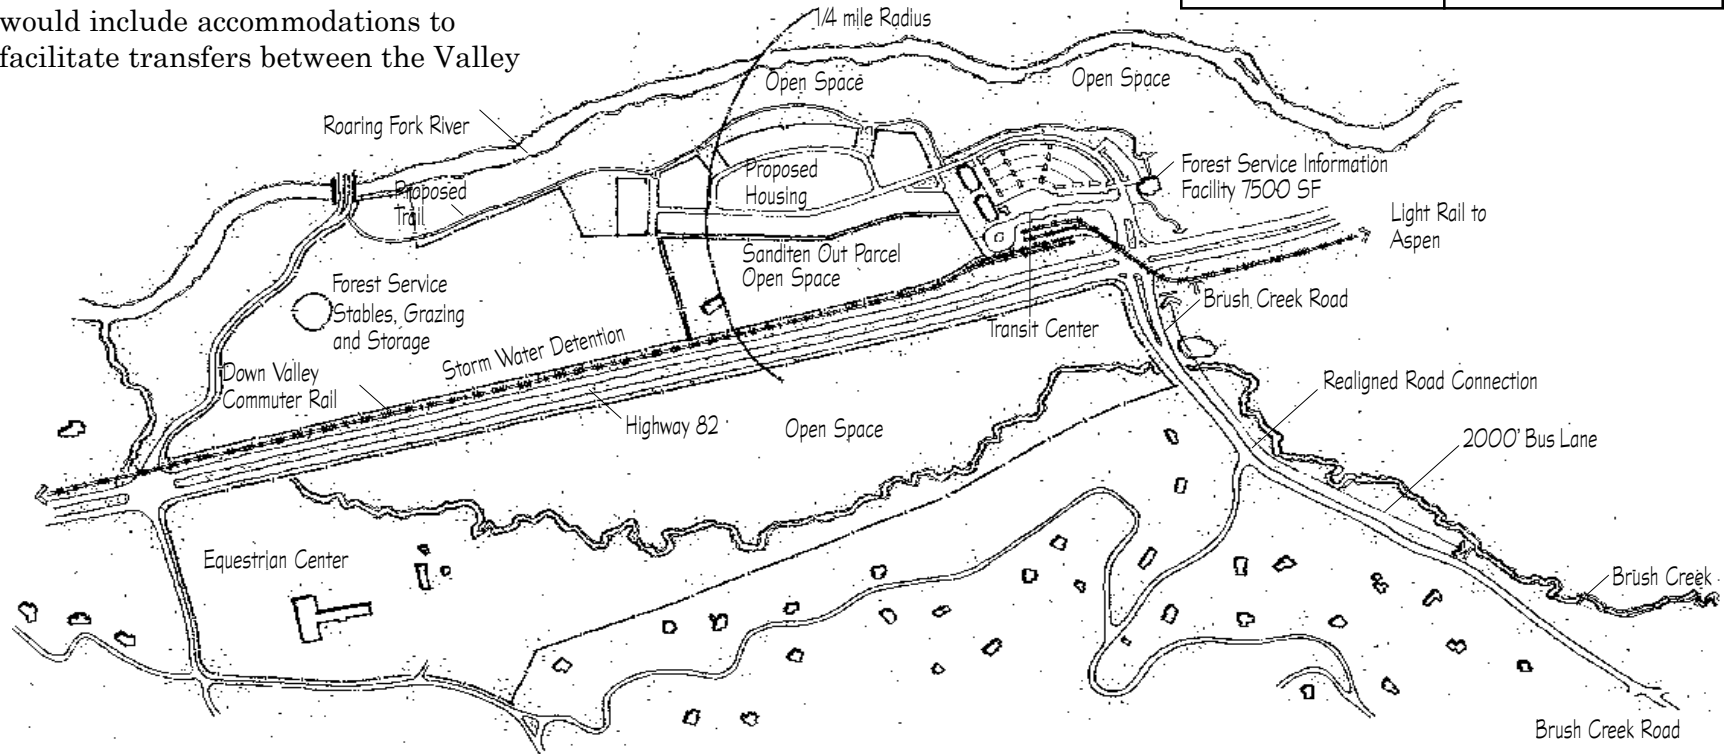 would include accommodations to
facilitate transfers between the Valley
1/4 mile Radius
Open Space
Open Space
Roaring Fork River
Proposed
Trail
Proposed
Housing
Forest Service Information
Facility 7500 SF
Light Rail to
Aspen
Sanditen Out Parcel
Open Space
Forest Service
Stables, Grazing
and Storage
Brush Creek Road
Transit Center
Storm Water Detention
Down Valley
Commuter Rail
Realigned Road Connection
Highway 82
Open Space
2000' Bus Lane
Equestrian Center
Brush Creek
Brush Creek Road